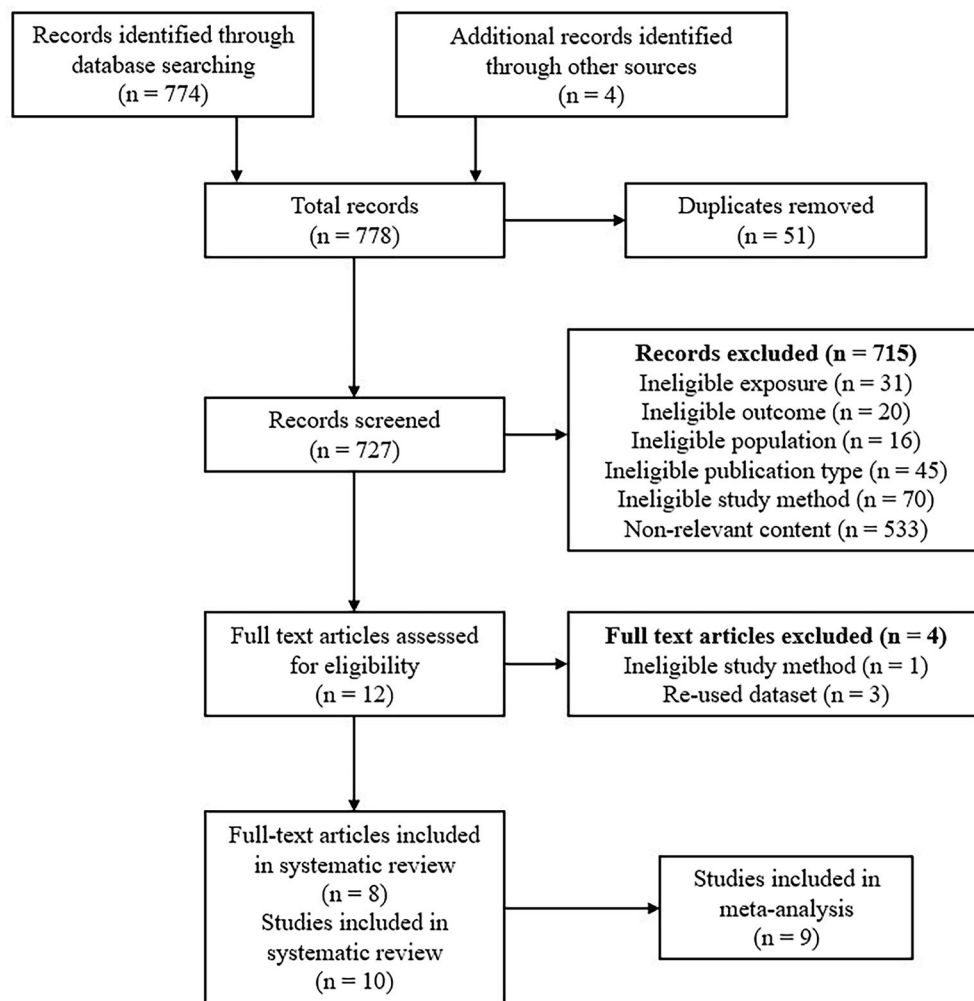 Records identified through
database searching
(n = 774)
Additional records identified
through other sources
(n = 4)
Total records
(n = 778)
Duplicates removed
(n = 51)
Records screened
(n = 727)
Records excluded (n = 715)
Ineligible exposure (n = 31)
Ineligible outcome (n = 20)
Ineligible population (n = 16)
Ineligible publication type (n = 45)
Ineligible study method (n = 70)
Non-relevant content (n = 533)
Full text articles assessed
for eligibility
(n = 12)
Full text articles excluded (n = 4)
Ineligible study method (n = 1)
Re-used dataset (n = 3)
Full-text articles included
in systematic review
(n = 8)
Studies included in
systematic review
(n = 10)
Studies included in
meta-analysis
(n = 9)